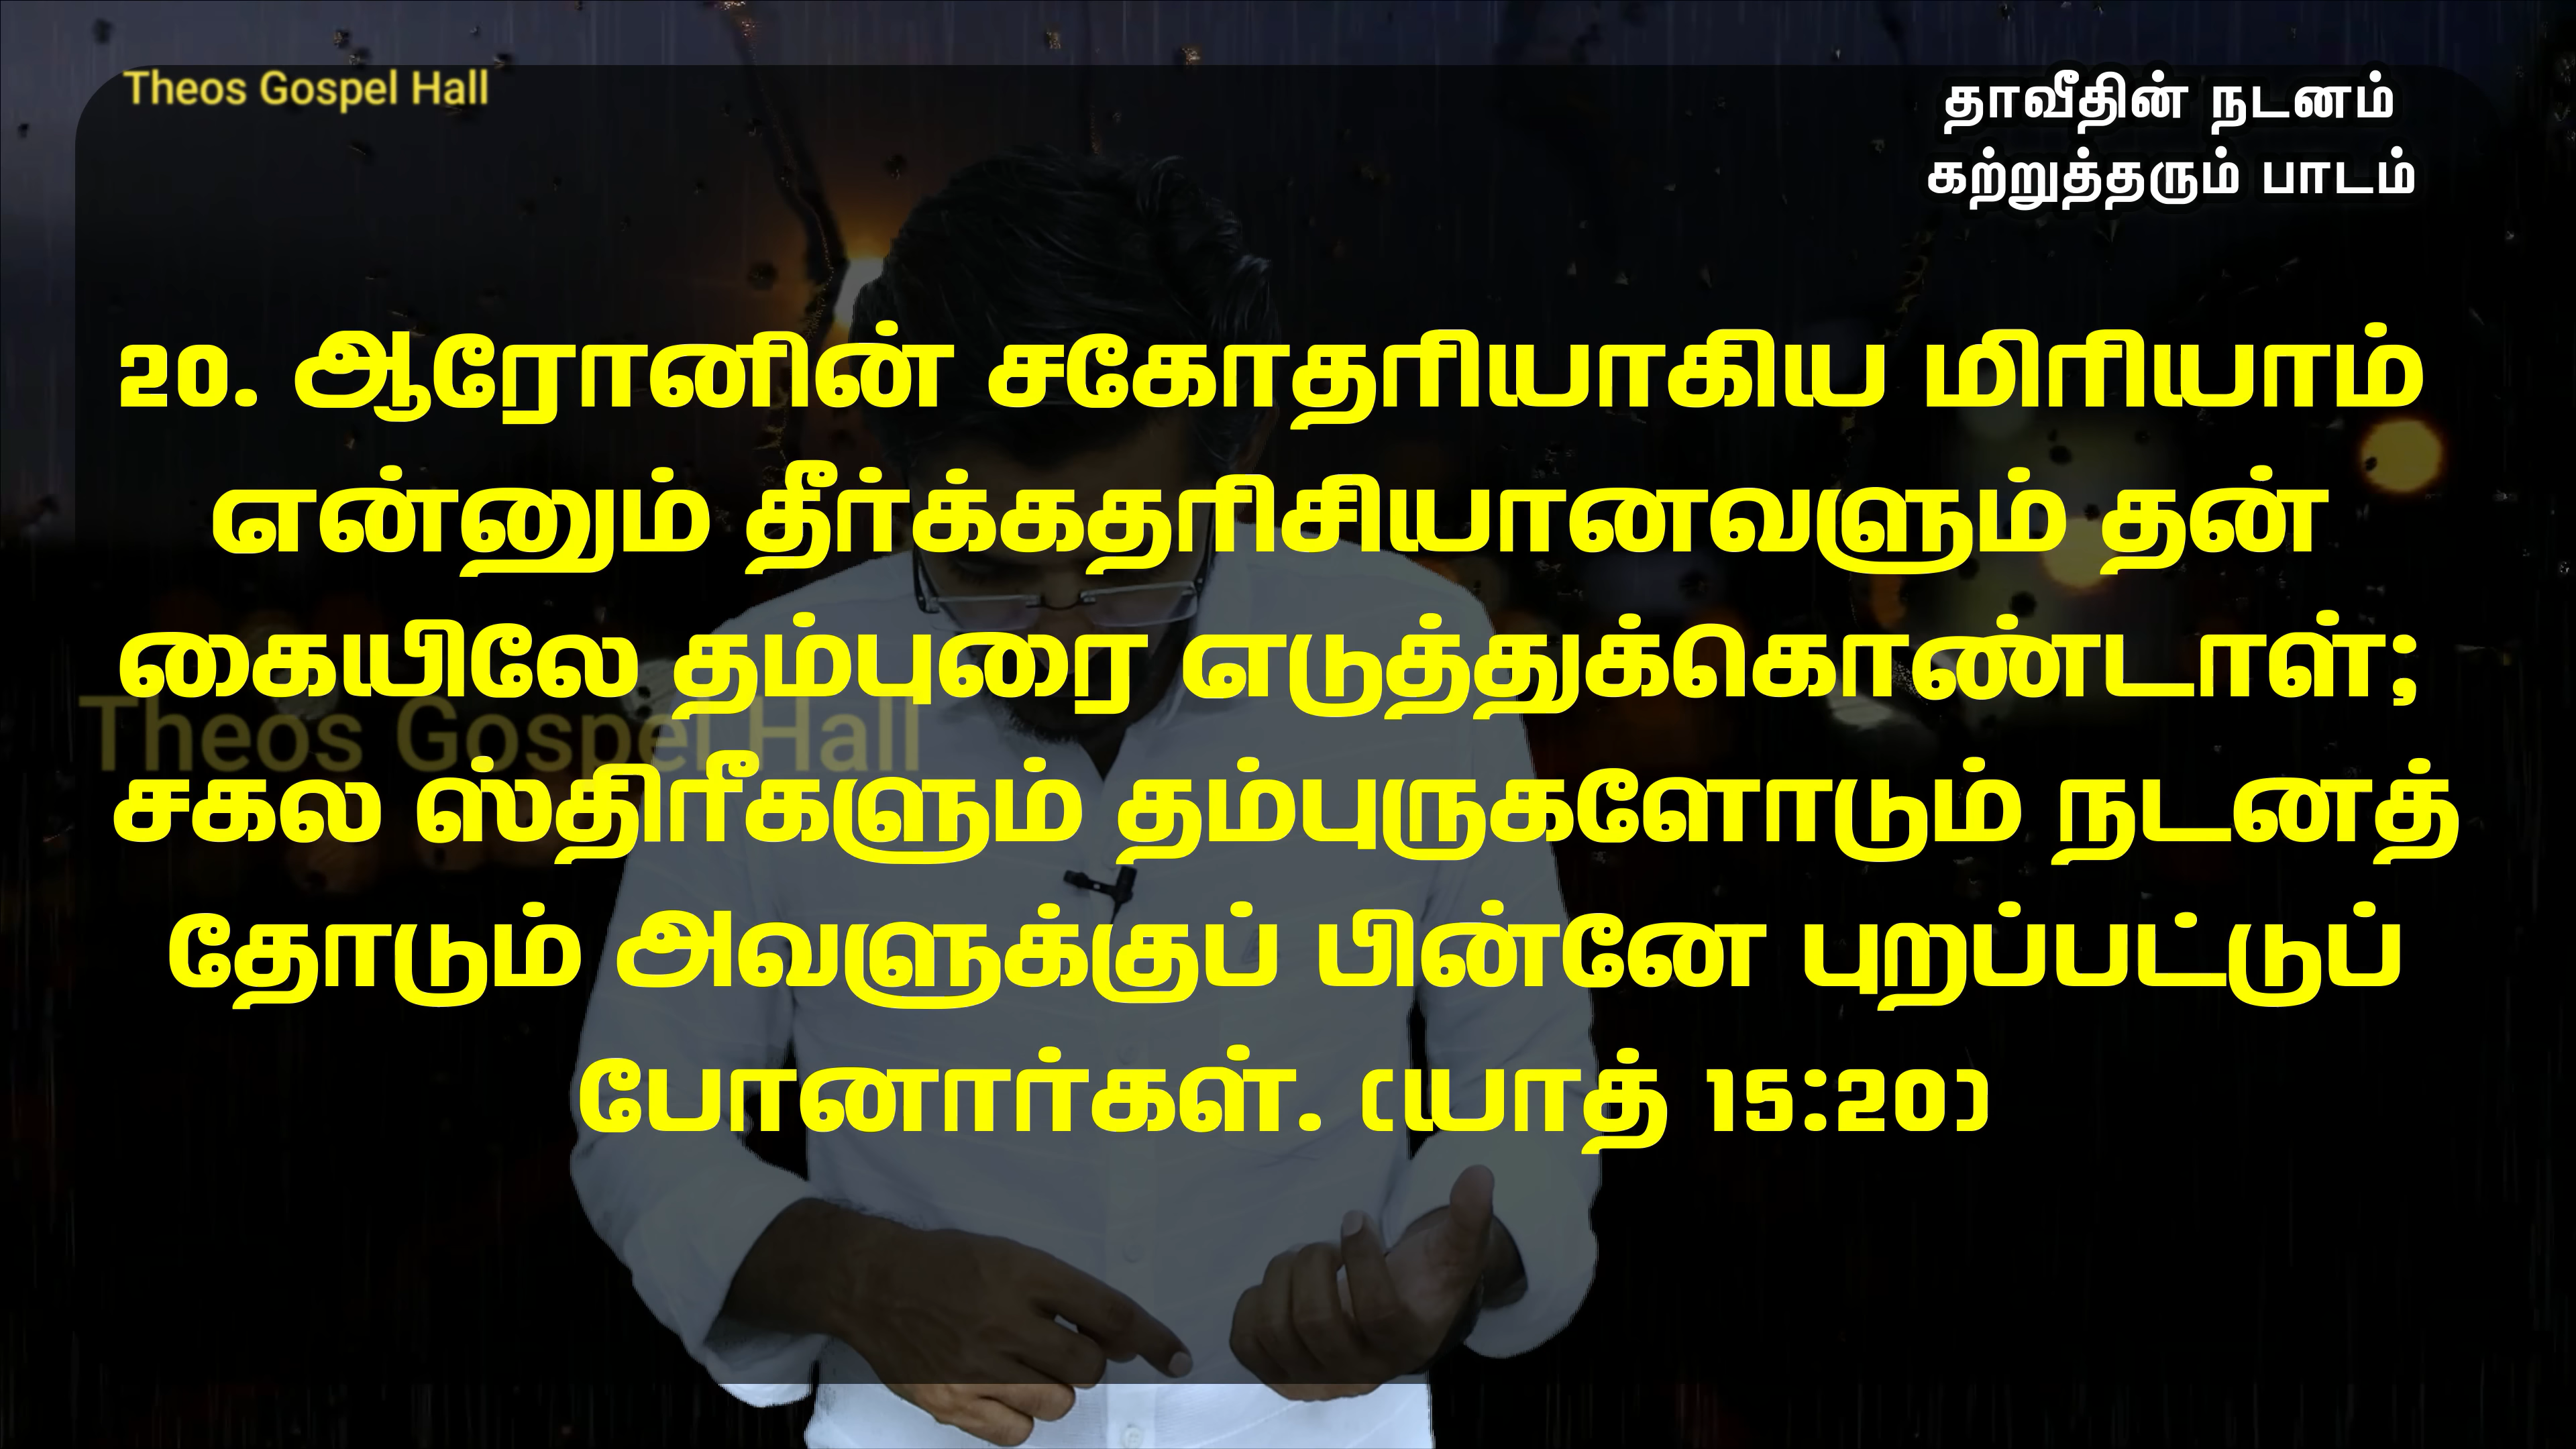 Theos Gospel Hall
தாவீதின் நடனம்
கற்றுத்தரும் பாடம்
20. ஆரோனின் சகோதரியாகிய மிரியாம்
என்னும் தீர்க்கதரிசியானவளும் தன்
கையிலே தம்புரை எடுத்துக்கொண்டாள்;
Theos Gospel Hall
சகல ஸ்திரீகளும் தம்புருகளோடும் நடனத்
தோடும் அவளுக்குப் பின்னே புறப்பட்டுப்
போனார்கள். (யாத் 15:20)